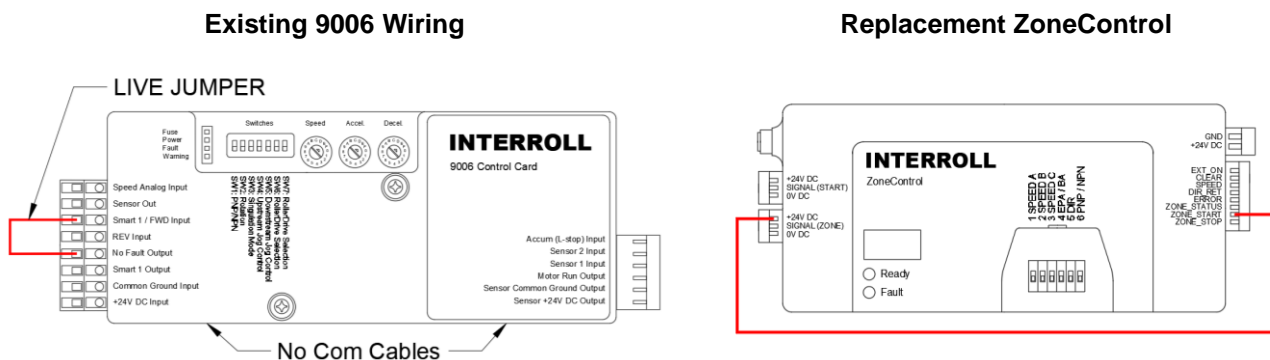 Existing 9006 Wiring
Replacement ZoneControl
LIVE JUMPER
Fuse
Power
Fault
Warning
Switches
Speed
Accel.
Decel.
INTERROLL
9006 Control Card
Speed Analog Input
Sensor Out
Smart 1 / FWD Input
REV Input
No Fault Output
Smart 1 Output
Common Ground Input
+24V DC Input
SW7: RollerDrive Selection
SW6: RollerDrive Selection
SW5: Downstream Jog Control
SW4: Upstream Jog Control
SW3: Singulation Mode
SW2: Rotation
SW1: PNP/NPN
Accum (L-stop) Input
Sensor 2 Input
Sensor 1 Input
Motor Run Output
Sensor Common Ground Output
Sensor +24V DC Output
No Com Cables
INTERROLL
ZoneControl
+24V DC
SIGNAL (START)
0V DC
+24V DC
SIGNAL (ZONE)
0V DC
Ready
Fault
1 SPEED A
2 SPEED B
3 SPEED C
4 EPA / BA
5 DIR
6 PNP / NPN
GND
+24V DC
EXT_ON
CLEAR
SPEED
DIR_RET
ERROR
ZONE_STATUS
ZONE_START
ZONE_STOP